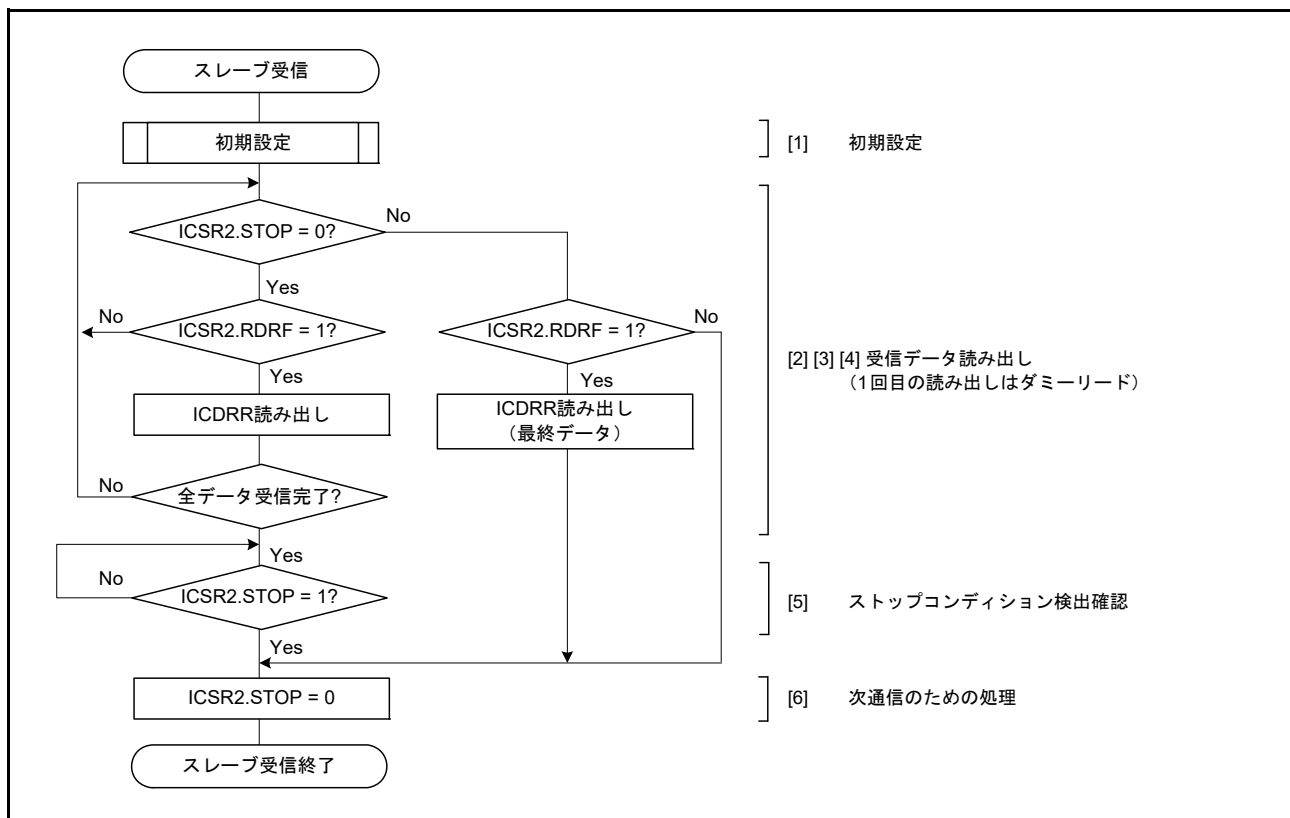 スレーブ受信
初期設定
[1] 初期設定
ICSR2.STOP = 0?
No
Yes
ICSR2.RDRF = 1?
No
Yes
ICSR2.RDRF = 1?
No
Yes
[2] [3] [4] 受信データ読み出し
（1回目の読み出しはダミーリード）
ICDRR読み出し
ICDRR読み出し
（最終データ）
全データ受信完了?
No
Yes
ICSR2.STOP = 1?
No
Yes
[5] ストップコンディション検出確認
ICSR2.STOP = 0
[6] 次通信のための処理
スレーブ受信終了